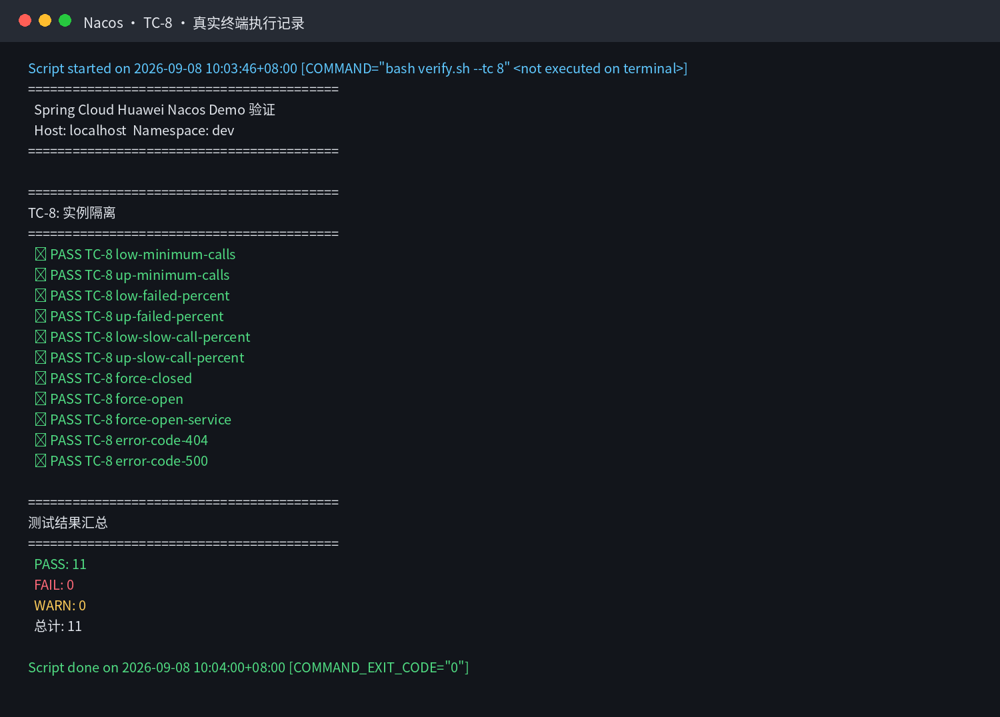 Nacos · TC-8 · 真实终端执行记录
Script started on 2026-09-08 10:03:46+08:00 [COMMAND="bash verify.sh --tc 8" <not executed on terminal>]
==========================================
Spring Cloud Huawei Nacos Demo 验证
Host: localhost  Namespace: dev
==========================================
==========================================
TC-8: 实例隔离
==========================================
PASS TC-8 low-minimum-calls
PASS TC-8 up-minimum-calls
PASS TC-8 low-failed-percent
PASS TC-8 up-failed-percent
PASS TC-8 low-slow-call-percent
PASS TC-8 up-slow-call-percent
PASS TC-8 force-closed
PASS TC-8 force-open
PASS TC-8 force-open-service
PASS TC-8 error-code-404
PASS TC-8 error-code-500
==========================================
测试结果汇总
==========================================
PASS: 11
FAIL: 0
WARN: 0
总计: 11
Script done on 2026-09-08 10:04:00+08:00 [COMMAND_EXIT_CODE="0"]